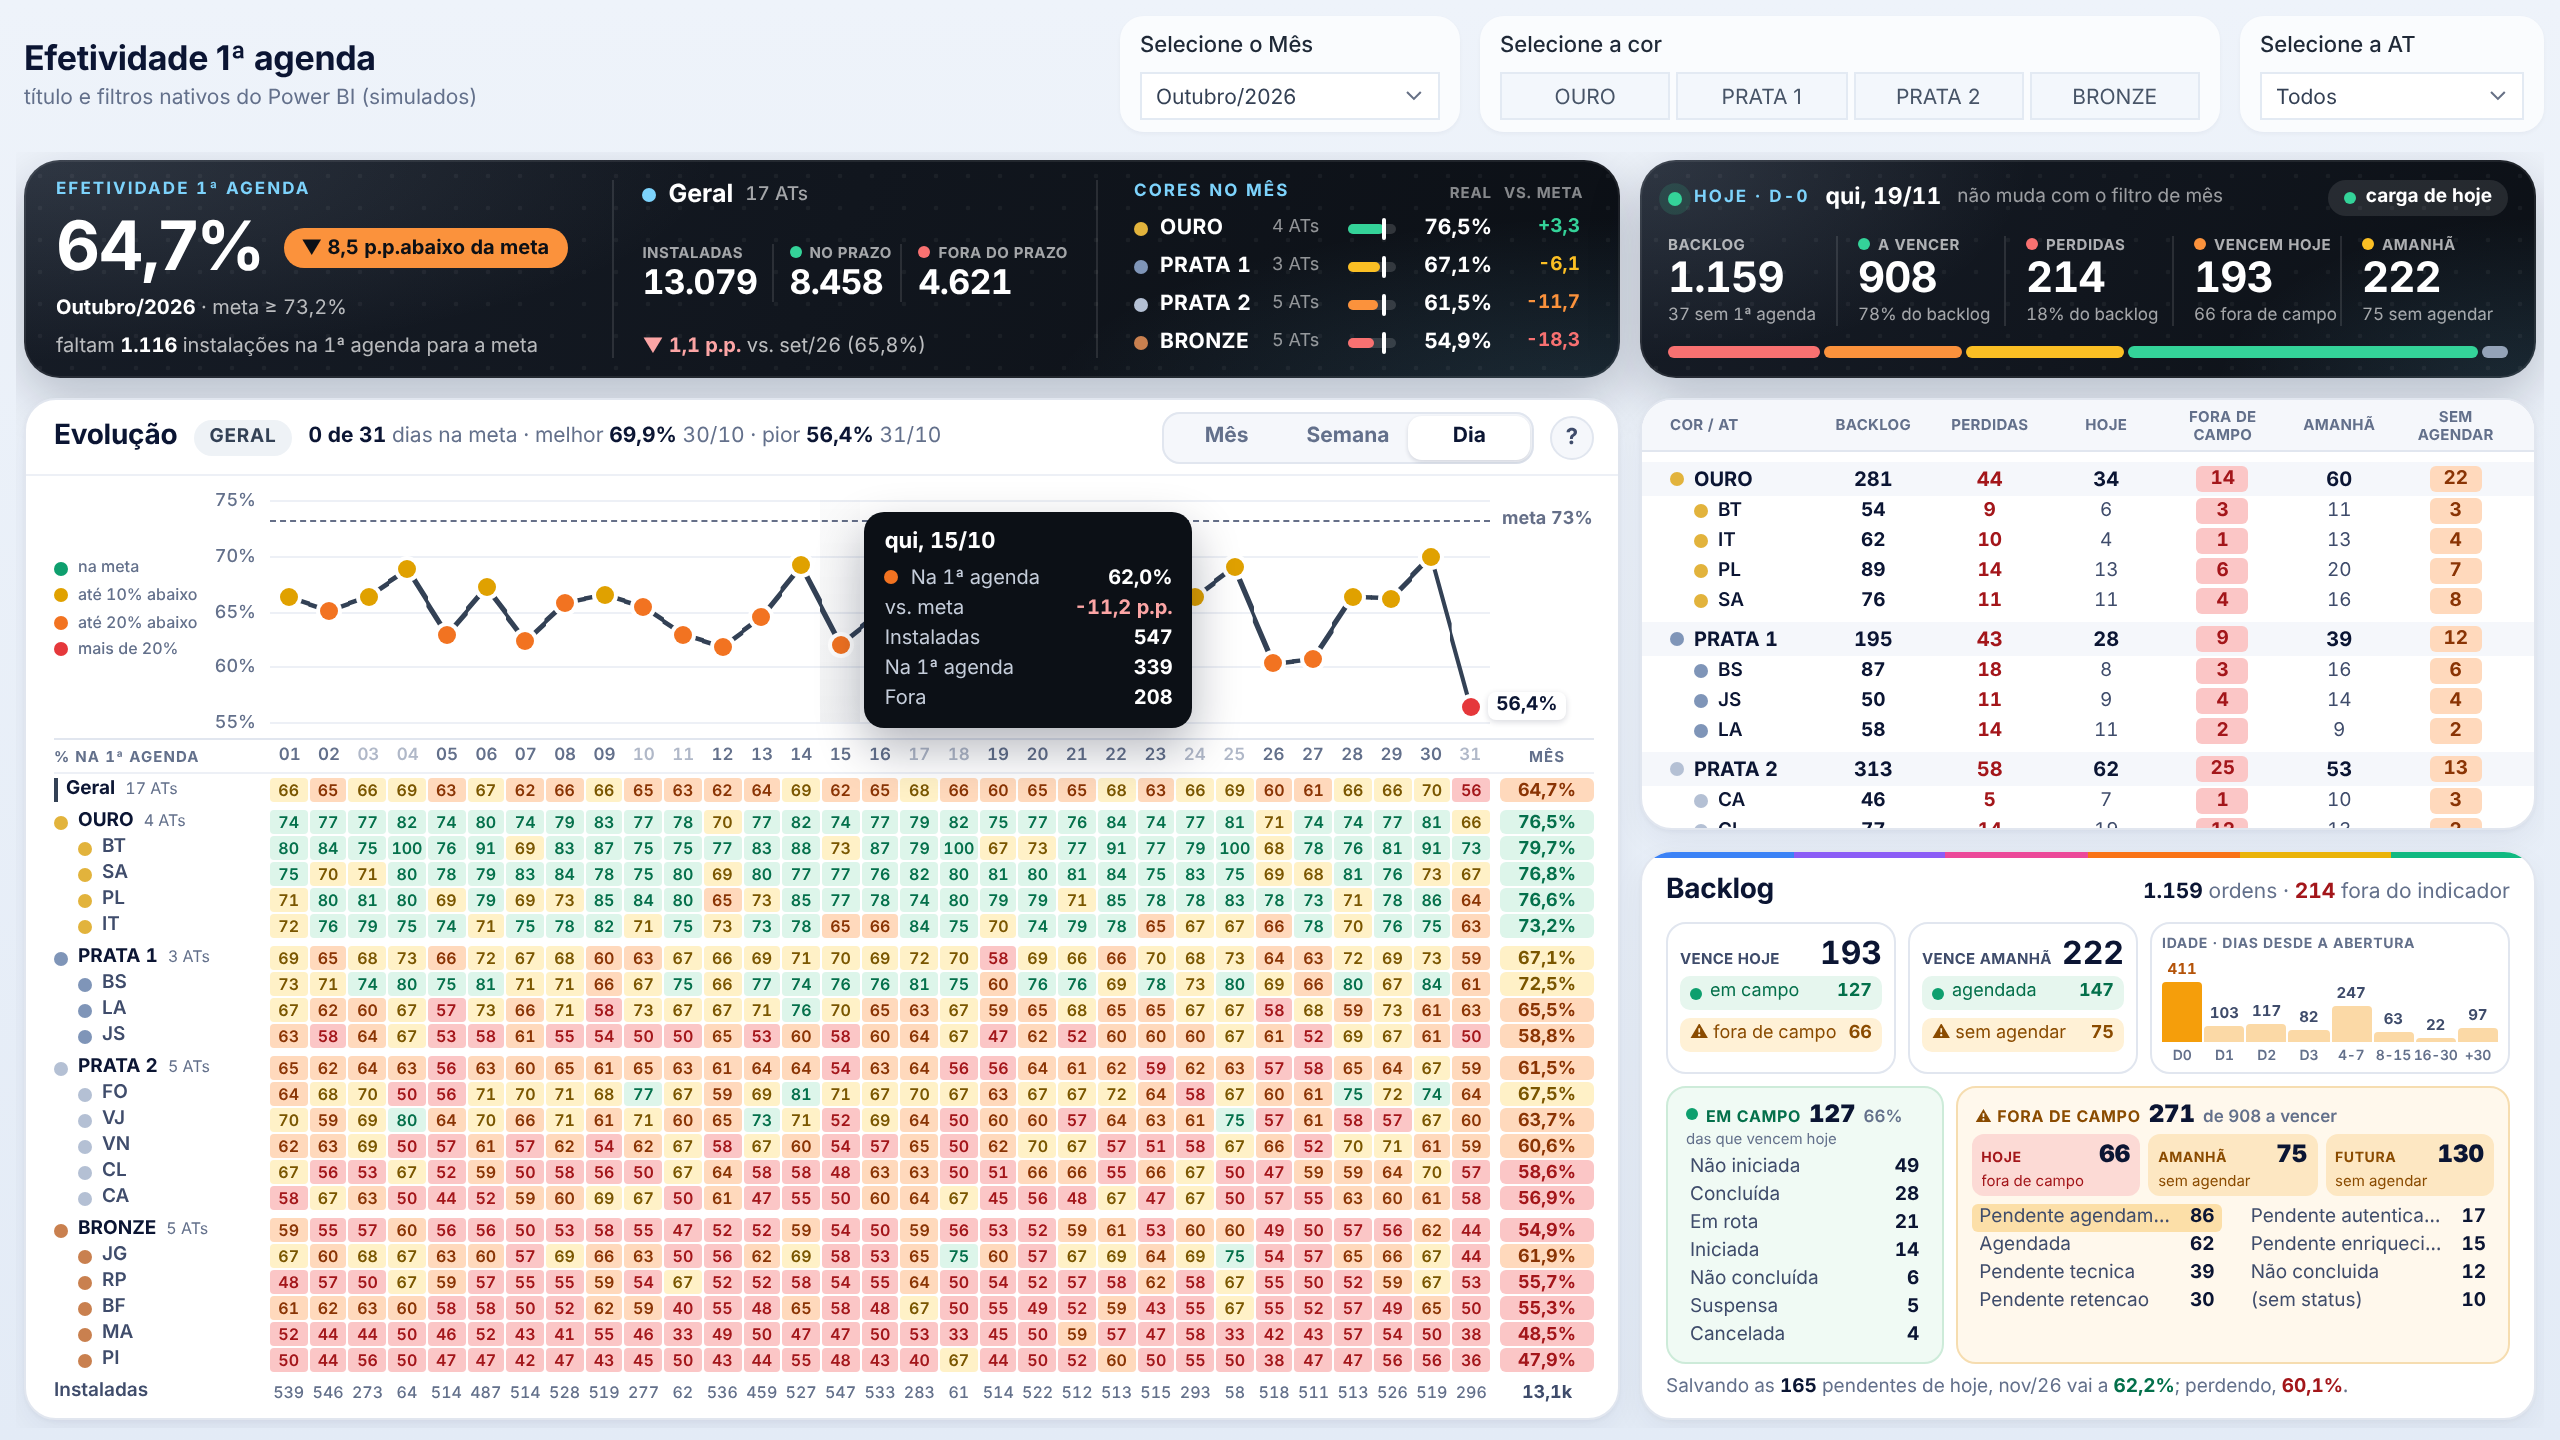 Efetividade 1ª agenda
título e filtros nativos do Power BI (simulados)
Selecione o Mês
Outubro/2026
Selecione a cor
OURO PRATA 1 PRATA 2 BRONZE
Selecione a AT
Todos
EFETIVIDADE 1ª AGENDA
64,7% ▼ 8,5 p.p.abaixo da meta
Outubro/2026 · meta ≥ 73,2%
faltam 1.116 instalações na 1ª agenda para a meta
Geral 17 ATs
INSTALADAS NO PRAZO FORA DO PRAZO
13.079 8.458 4.621
▼ 1,1 p.p. vs. set/26 (65,8%)
CORES NO MÊS REAL VS. META
OURO 4 ATs 76,5% +3,3
PRATA 1 3 ATs 67,1% -6,1
PRATA 2 5 ATs 61,5% -11,7
BRONZE 5 ATs 54,9% -18,3
HOJE · D-0 qui, 19/11 não muda com o filtro de mês carga de hoje
BACKLOG A VENCER PERDIDAS VENCEM HOJE AMANHÃ
1.159 908 214 193 222
37 sem 1ª agenda 78% do backlog 18% do backlog 66 fora de campo 75 sem agendar
Evolução GERAL 0 de 31 dias na meta · melhor 69,9% 30/10 · pior 56,4% 31/10
Mês Semana Dia ?
75%
70%
65%
60%
55%
meta 73%
na meta
até 10% abaixo
até 20% abaixo
mais de 20%
qui, 15/10
Na 1ª agenda 62,0%
vs. meta -11,2 p.p.
Instaladas 547
Na 1ª agenda 339
Fora 208
56,4%
% NA 1ª AGENDA 01 02 03 04 05 06 07 08 09 10 11 12 13 14 15 16 17 18 19 20 21 22 23 24 25 26 27 28 29 30 31 MÊS
Geral 17 ATs 66 65 66 69 63 67 62 66 66 65 63 62 64 69 62 65 68 66 60 65 65 68 63 66 69 60 61 66 66 70 56 64,7%
OURO 4 ATs 74 77 77 82 74 80 74 79 83 77 78 70 77 82 74 77 79 82 75 77 76 84 74 77 81 71 74 74 77 81 66 76,5%
BT 80 84 75 100 76 91 69 83 87 75 75 77 83 88 73 87 79 100 67 73 77 91 77 79 100 68 78 76 81 91 73 79,7%
SA 75 70 71 80 78 79 83 84 78 75 80 69 80 77 77 76 82 80 81 80 81 84 75 83 75 69 68 81 76 73 67 76,8%
PL 71 80 81 80 69 79 69 73 85 84 80 65 73 85 77 78 74 80 79 79 71 85 78 78 83 78 73 71 78 86 64 76,6%
IT 72 76 79 75 74 71 75 78 82 71 75 73 73 78 65 66 84 75 70 74 79 78 65 67 67 66 78 70 76 75 63 73,2%
PRATA 1 3 ATs 69 65 68 73 66 72 67 68 60 63 67 66 69 71 70 69 72 70 58 69 66 66 70 68 73 64 63 72 69 73 59 67,1%
BS 73 71 74 80 75 81 71 71 66 67 75 66 77 74 76 76 81 75 60 76 76 69 78 73 80 69 66 80 67 84 61 72,5%
LA 67 62 60 67 57 73 66 71 58 73 67 67 71 76 70 65 63 67 59 65 68 65 65 67 67 58 68 59 73 61 63 65,5%
JS 63 58 64 67 53 58 61 55 54 50 50 65 53 60 58 60 64 67 47 62 52 60 60 60 67 61 52 69 67 61 50 58,8%
PRATA 2 5 ATs 65 62 64 63 56 63 60 65 61 65 63 61 64 64 54 63 64 56 56 64 61 62 59 62 63 57 58 65 64 67 59 61,5%
FO 64 68 70 50 56 71 70 71 68 77 67 59 69 81 71 67 70 67 63 67 67 72 64 58 67 60 61 75 72 74 64 67,5%
VJ 70 59 69 80 64 70 66 71 61 71 60 65 73 71 52 69 64 50 60 60 57 64 63 61 75 57 61 58 57 67 60 63,7%
VN 62 63 69 50 57 61 57 62 54 62 67 58 67 60 54 57 65 50 62 70 67 57 51 58 67 66 52 70 71 61 59 60,6%
CL 67 56 53 67 52 59 50 58 56 50 67 64 58 58 48 63 63 50 51 66 66 55 66 67 50 47 59 59 64 70 57 58,6%
CA 58 67 63 50 44 52 59 60 69 67 50 61 47 55 50 60 64 67 45 56 48 67 47 67 50 57 55 63 60 61 58 56,9%
BRONZE 5 ATs 59 55 57 60 56 56 50 53 58 55 47 52 52 59 54 50 59 56 53 52 59 61 53 60 60 49 50 57 56 62 44 54,9%
JG 67 60 68 67 63 60 57 69 66 63 50 56 62 69 58 53 65 75 60 57 67 69 64 69 75 54 57 65 66 67 44 61,9%
RP 48 57 50 67 59 57 55 55 59 54 67 52 52 58 54 55 64 50 54 52 57 58 62 58 67 55 50 52 59 67 53 55,7%
BF 61 62 63 60 58 58 50 52 62 59 40 55 48 65 58 48 67 50 55 49 52 59 43 55 67 55 52 57 49 65 50 55,3%
MA 52 44 44 50 46 52 43 41 55 46 33 49 50 47 47 50 53 33 45 50 59 57 47 58 33 42 43 57 54 50 38 48,5%
PI 50 44 56 50 47 47 42 47 43 45 50 43 44 55 48 43 40 67 44 50 52 60 50 55 50 38 47 47 56 56 36 47,9%
Instaladas 539 546 273 64 514 487 514 528 519 277 62 536 459 527 547 533 283 61 514 522 512 513 515 293 58 518 511 513 526 519 296 13,1k
COR / AT BACKLOG PERDIDAS HOJE FORA DE CAMPO AMANHÃ SEM AGENDAR
OURO 281 44 34 14 60 22
BT 54 9 6 3 11 3
IT 62 10 4 1 13 4
PL 89 14 13 6 20 7
SA 76 11 11 4 16 8
PRATA 1 195 43 28 9 39 12
BS 87 18 8 3 16 6
JS 50 11 9 4 14 4
LA 58 14 11 2 9 2
PRATA 2 313 58 62 25 53 13
CA 46 5 7 1 10 3
Backlog 1.159 ordens · 214 fora do indicador
VENCE HOJE 193
em campo 127
fora de campo 66
VENCE AMANHÃ 222
agendada 147
sem agendar 75
IDADE · DIAS DESDE A ABERTURA
411 103 117 82 247 63 22 97
D0 D1 D2 D3 4-7 8-15 16-30 +30
EM CAMPO 127 66%
das que vencem hoje
Não iniciada 49
Concluída 28
Em rota 21
Iniciada 14
Não concluída 6
Suspensa 5
Cancelada 4
FORA DE CAMPO 271 de 908 a vencer
HOJE 66 AMANHÃ 75 FUTURA 130
fora de campo sem agendar sem agendar
Pendente agendam... 86 Pendente autentica... 17
Agendada 62 Pendente enriqueci... 15
Pendente tecnica 39 Não concluida 12
Pendente retencao 30 (sem status) 10
Salvando as 165 pendentes de hoje, nov/26 vai a 62,2%; perdendo, 60,1%.